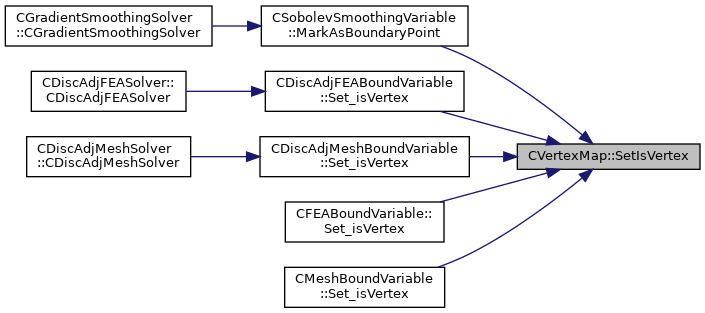 CGradientSmoothingSolver
::CGradientSmoothingSolver
CSobolevSmoothingVariable
::MarkAsBoundaryPoint
CDiscAdjFEASolver::
CDiscAdjFEASolver
CDiscAdjFEABoundVariable
::Set_isVertex
CDiscAdjMeshSolver
::CDiscAdjMeshSolver
CDiscAdjMeshBoundVariable
::Set_isVertex
CVertexMap::SetIsVertex
CFEABoundVariable::
Set_isVertex
CMeshBoundVariable
::Set_isVertex